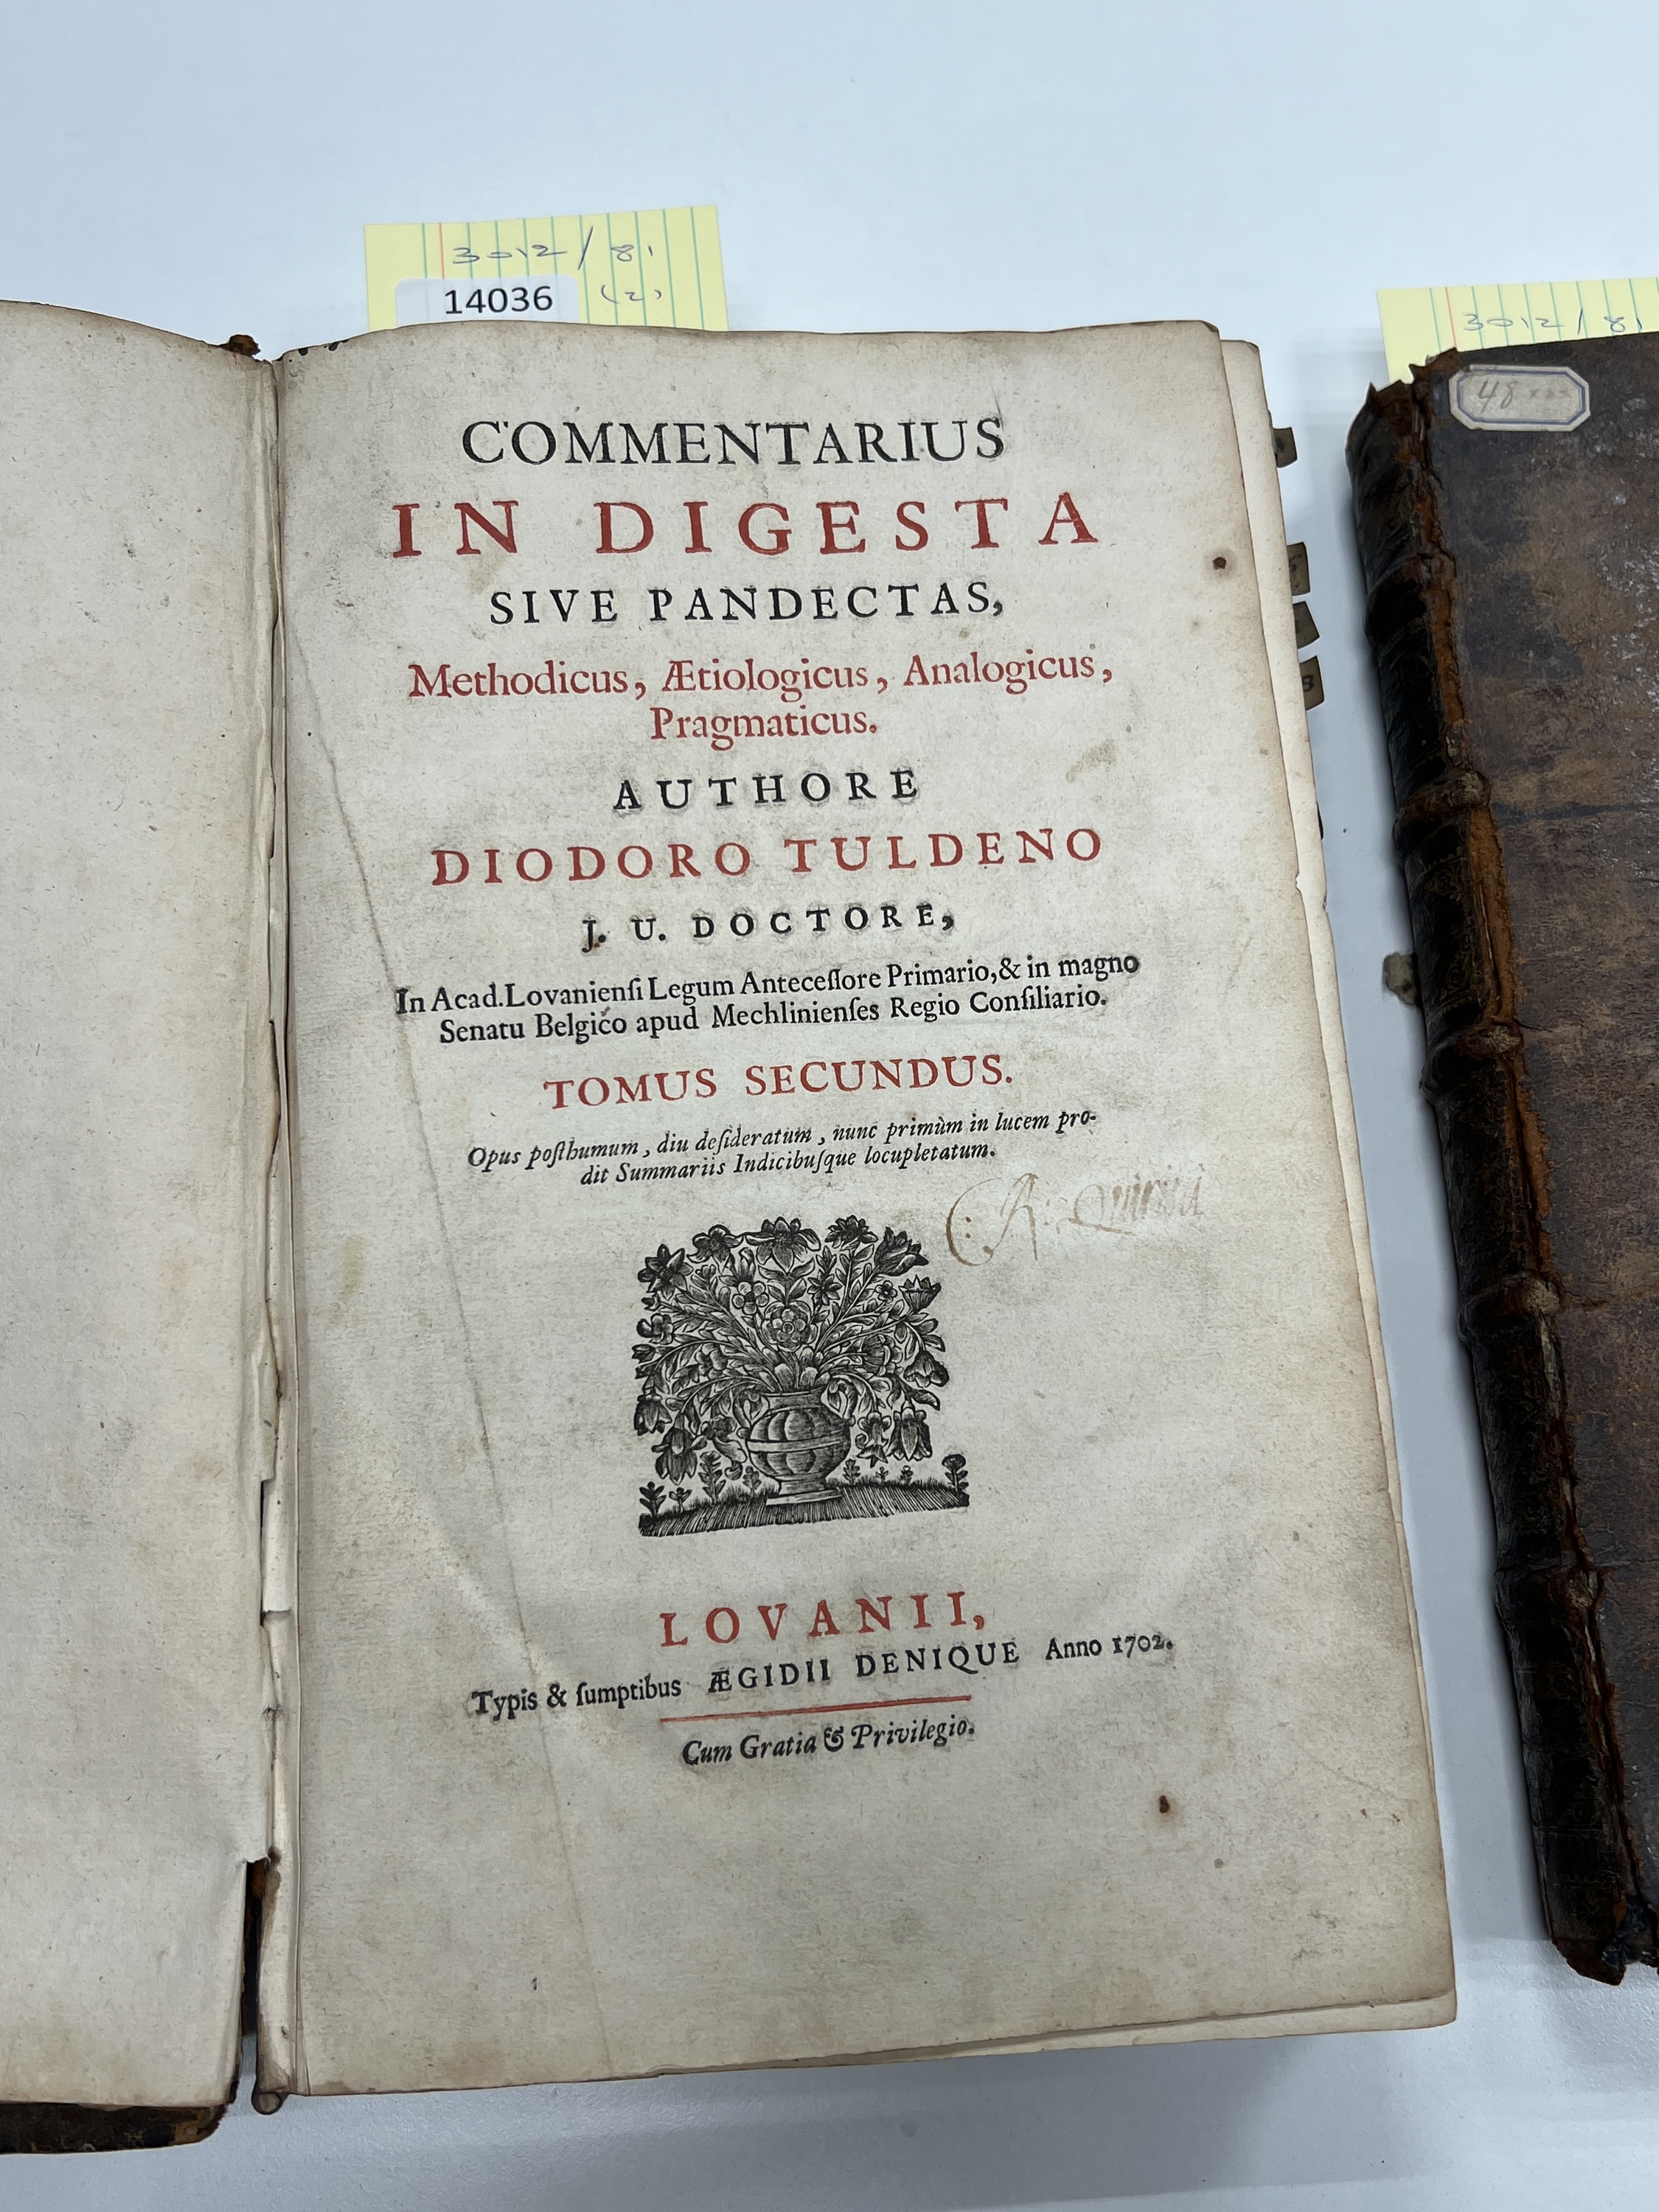 3012/81
14036 (2)
3012/81
48
COMMENTARIUS
IN DIGESTA
SIVE PANDECTAS,
Methodicus, Ætiologicus, Analogicus,
Pragmaticus.
AUTHORE
DIODORO TULDENO
J. U. DOCTORE,
In Acad. Lovanienſi Legum Anteceſſore Primario, & in magno
Senatu Belgico apud Mechlinienſes Regio Conſiliario.
TOMUS SECUNDUS.
Opus poſthumum, diu deſideratum, nunc primùm in lucem pro-
dit Summariis Indicibuſque locupletatum.
LOVANII,
Typis & ſumptibus ÆGIDII DENIQUE Anno 1702.
Cum Gratia & Privilegio.